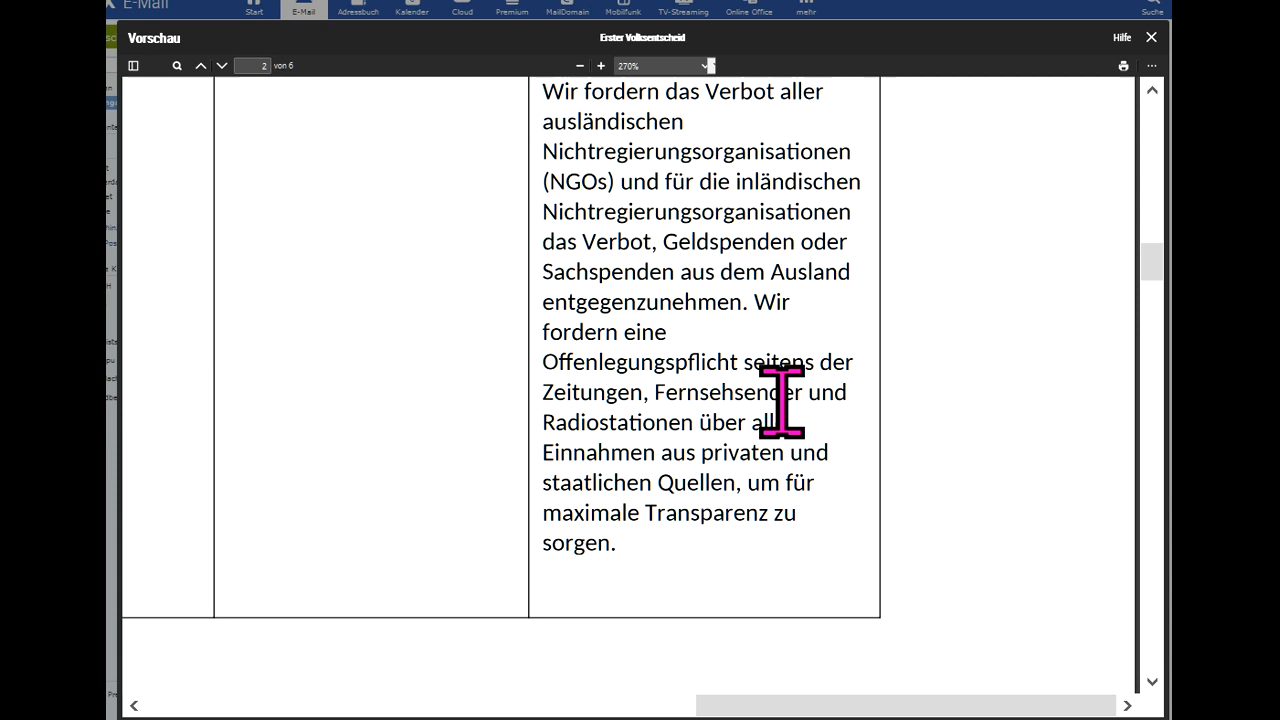 E-Mail
Start E-Mail Adressbuch Kalender Cloud Premium MailDomain Mobilfunk TV-Streaming Online Office mehr Suche
Vorschau Erster Volksentscheid Hilfe
2 von 6 270%
Wir fordern das Verbot aller
ausländischen
Nichtregierungsorganisationen
(NGOs) und für die inländischen
Nichtregierungsorganisationen
das Verbot, Geldspenden oder
Sachspenden aus dem Ausland
entgegenzunehmen. Wir
fordern eine
Offenlegungspflicht seitens der
Zeitungen, Fernsehsender und
Radiostationen über all
Einnahmen aus privaten und
staatlichen Quellen, um für
maximale Transparenz zu
sorgen.